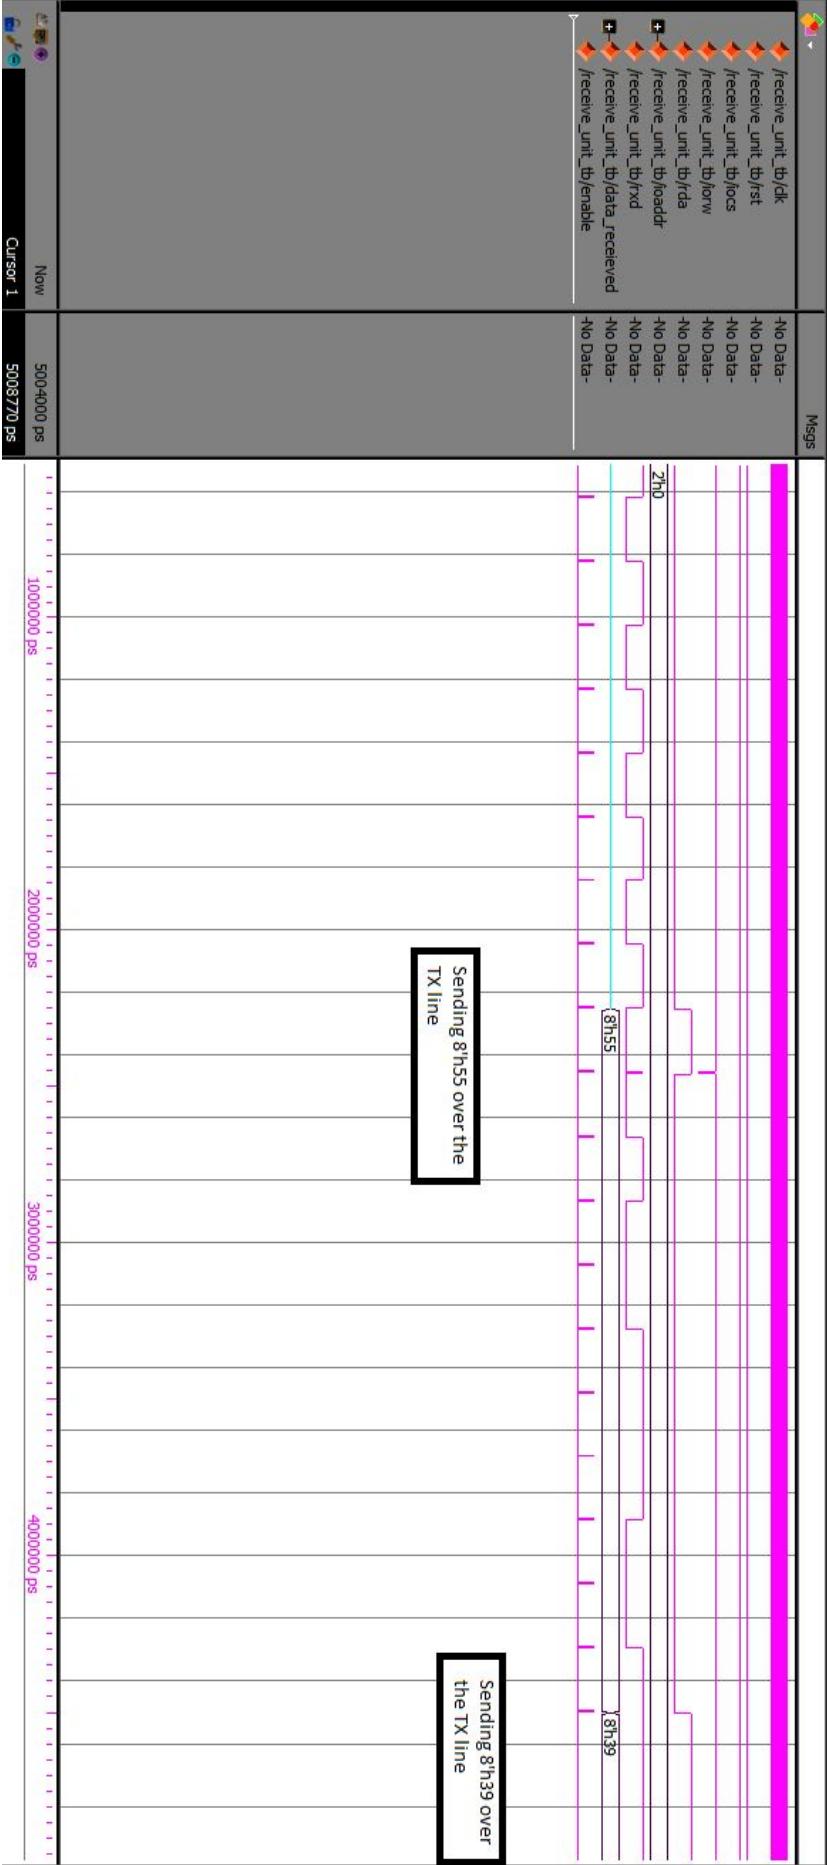 Msgs
/receive_unit_tb/clk -No Data-
/receive_unit_tb/rst -No Data-
/receive_unit_tb/iocs -No Data-
/receive_unit_tb/iorw -No Data-
/receive_unit_tb/rda -No Data-
/receive_unit_tb/ioaddr -No Data- 2'h0
/receive_unit_tb/rxd -No Data-
/receive_unit_tb/data_receieved -No Data- 8'h55 8'h39
/receive_unit_tb/enable -No Data-
Sending 8'h39 over
the TX line
Sending 8'h55 over the
TX line
Now 5004000 ps 1000000 ps 2000000 ps 3000000 ps 4000000 ps
Cursor 1 5008770 ps